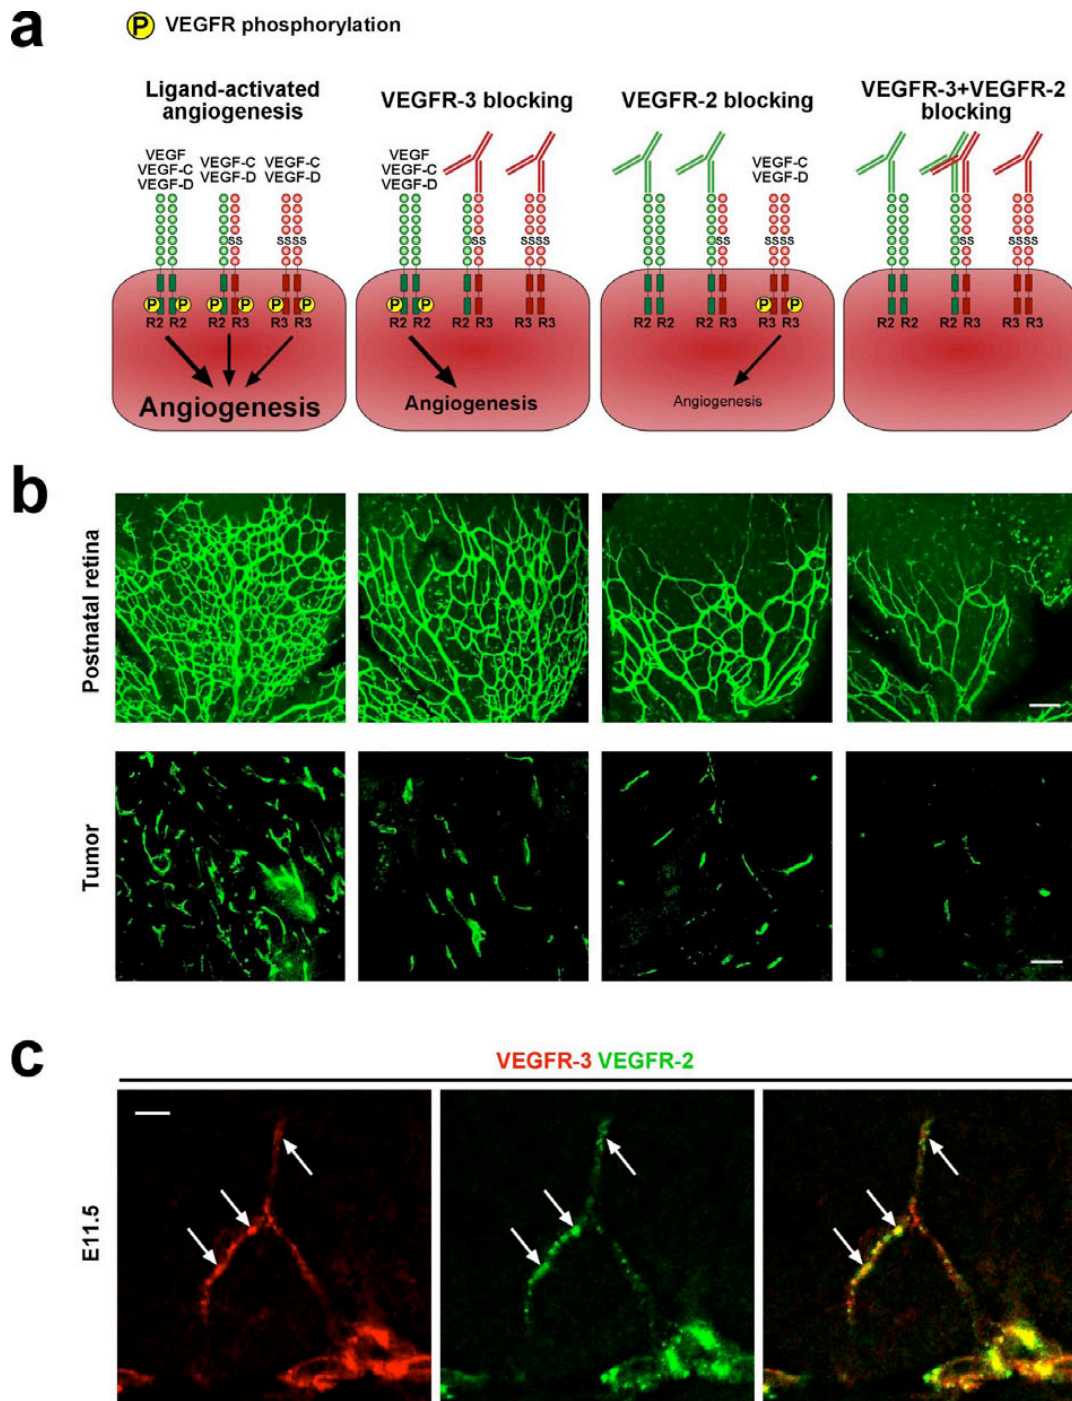 a
P VEGFR phosphorylation
Ligand-activated
angiogenesis
VEGFR-3 blocking
VEGFR-2 blocking
VEGFR-3+VEGFR-2
blocking
VEGF
VEGF-C
VEGF-D
VEGF-C
VEGF-D
VEGF-C
VEGF-D
VEGF
VEGF-C
VEGF-D
VEGF-C
VEGF-D
SS SSSS
SS SSSS
SS SSSS
SS SSSS
P P P P P P
P P
P P
R2 R2 R2 R3 R3 R3
R2 R2 R2 R3 R3 R3
R2 R2 R2 R3 R3 R3
R2 R2 R2 R3 R3 R3
Angiogenesis
Angiogenesis
Angiogenesis
b
Postnatal retina
Tumor
c
VEGFR-3 VEGFR-2
E11.5